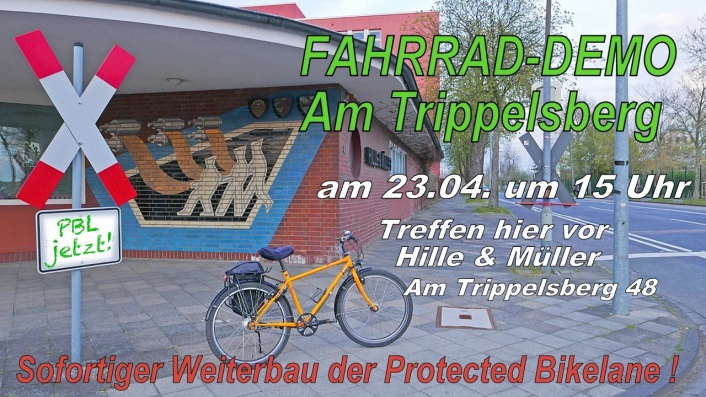 FAHRRAD-DEMO
Am Trippelsberg
am 23.04. um 15 Uhr
Treffen hier vor
Hille & Müller
Am Trippelsberg 48
PBL
jetzt!
Sofortiger Weiterbau der Protected Bikelane !